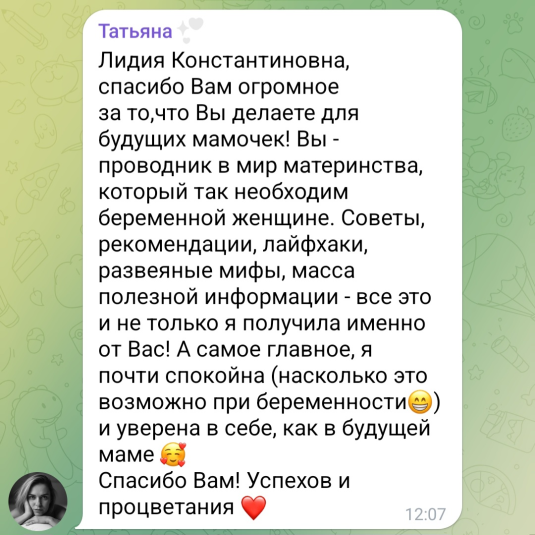 Татьяна
Лидия Константиновна,
спасибо Вам огромное
за то,что Вы делаете для
будущих мамочек! Вы -
проводник в мир материнства,
который так необходим
беременной женщине. Советы,
рекомендации, лайфхаки,
развеяные мифы, масса
полезной информации - все это
и не только я получила именно
от Вас! А самое главное, я
почти спокойна (насколько это
возможно при беременности😁)
и уверена в себе, как в будущей
маме 🥰
Спасибо Вам! Успехов и
процветания ❤️
12:07